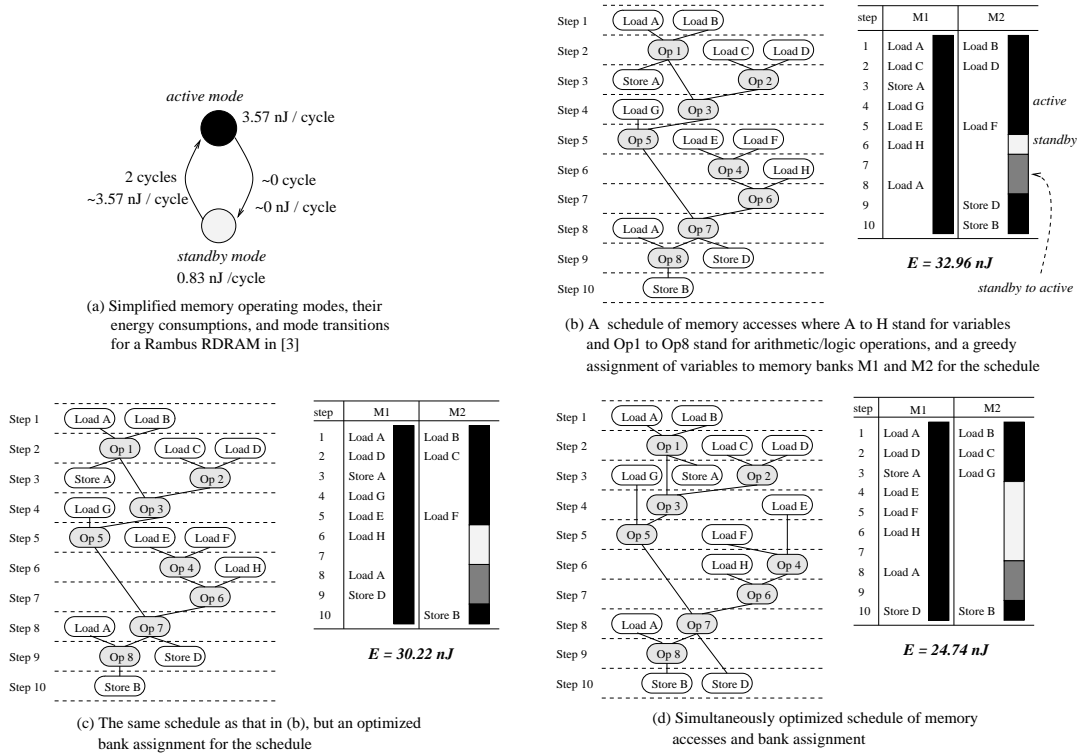 active mode
3.57 nJ / cycle
2 cycles
~3.57 nJ / cycle
~0 cycle
~0 nJ / cycle
standby mode
0.83 nJ /cycle
(a) Simplified memory operating modes, their
energy consumptions, and mode transitions
for a Rambus RDRAM in [3]
Step 1 Load A Load B
Step 2 Op 1 Load C Load D
Step 3 Store A Op 2
Step 4 Load G Op 3
Step 5 Op 5 Load E Load F
Step 6 Op 4 Load H
Step 7 Op 6
Step 8 Load A Op 7
Step 9 Op 8 Store D
Step 10 Store B
step M1 M2
1 Load A Load B
2 Load C Load D
3 Store A
4 Load G
5 Load E Load F
6 Load H
7
8 Load A
9 Store D
10 Store B
active
standby
standby to active
E = 32.96 nJ
(b) A schedule of memory accesses where A to H stand for variables
and Op1 to Op8 stand for arithmetic/logic operations, and a greedy
assignment of variables to memory banks M1 and M2 for the schedule
Step 1 Load A Load B
Step 2 Op 1 Load C Load D
Step 3 Store A Op 2
Step 4 Load G Op 3
Step 5 Op 5 Load E Load F
Step 6 Op 4 Load H
Step 7 Op 6
Step 8 Load A Op 7
Step 9 Op 8 Store D
Step 10 Store B
step M1 M2
1 Load A Load B
2 Load D Load C
3 Store A
4 Load G
5 Load E Load F
6 Load H
7
8 Load A
9 Store D
10 Store B
E = 30.22 nJ
(c) The same schedule as that in (b), but an optimized
bank assignment for the schedule
Step 1 Load A Load B
Step 2 Op 1 Load C Load D
Step 3 Load G Store A Op 2
Step 4 Op 3 Load E
Step 5 Op 5 Load F
Step 6 Load H Op 4
Step 7 Op 6
Step 8 Load A Op 7
Step 9 Op 8
Step 10 Store B Store D
step M1 M2
1 Load A Load B
2 Load D Load C
3 Store A Load G
4 Load E
5 Load F
6 Load H
7
8 Load A
9
10 Store D Store B
E = 24.74 nJ
(d) Simultaneously optimized schedule of memory
accesses and bank assignment